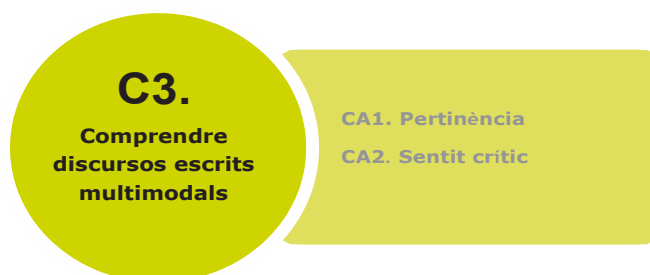 C3.
Comprendre
discursos escrits
multimodals
CA1. Pertinència
CA2. Sentit crític